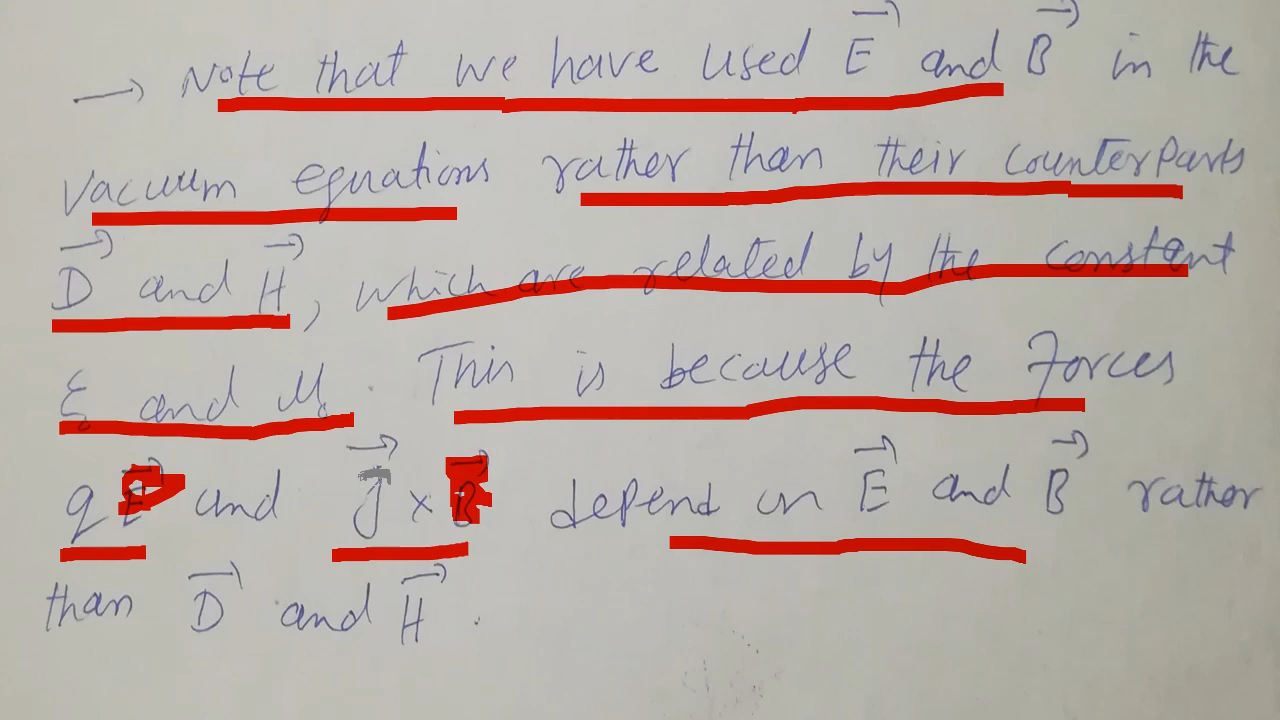 → Note that we have used E⃗ and B⃗ in the
vacuum equations rather than their counterparts
D⃗ and H⃗, which are related by the constant
ξ and μ₀. This is because the Forces
qE⃗ and J⃗ × B⃗ depend on E⃗ and B⃗ rather
than D⃗ and H⃗.